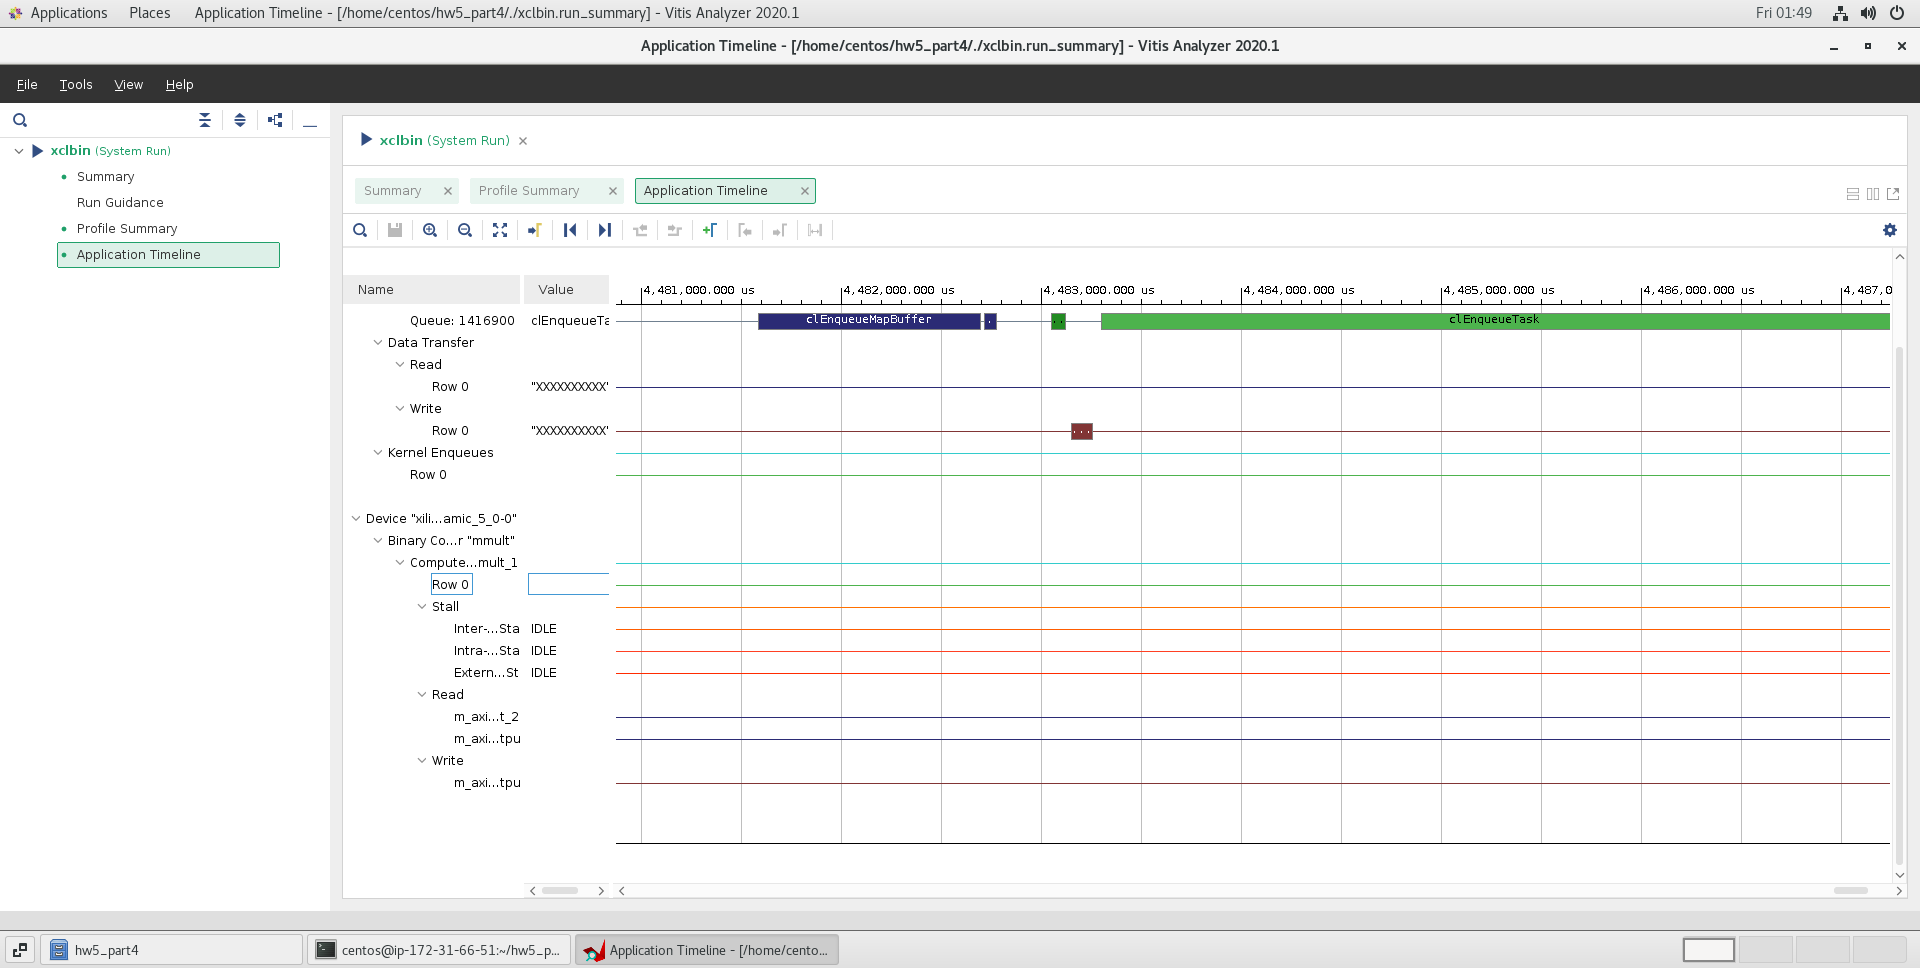 Applications Places Application Timeline - [/home/centos/hw5_part4/./xclbin.run_summary] - Vitis Analyzer 2020.1 Fri 01:49
Application Timeline - [/home/centos/hw5_part4/./xclbin.run_summary] - Vitis Analyzer 2020.1
File Tools View Help
xclbin (System Run)
Summary
Run Guidance
Profile Summary
Application Timeline
xclbin (System Run)
Summary Profile Summary Application Timeline
Name Value 4,481,000.000 us 4,482,000.000 us 4,483,000.000 us 4,484,000.000 us 4,485,000.000 us 4,486,000.000 us 4,487,0
Queue: 1416900 clEnqueueTa clEnqueueMapBuffer . .. clEnqueueTask
Data Transfer
Read
Row 0 "XXXXXXXXXX"
Write
Row 0 "XXXXXXXXXX" ...
Kernel Enqueues
Row 0
Device "xili...amic_5_0-0"
Binary Co...r "mmult"
Compute...mult_1
Row 0
Stall
Inter-...Sta IDLE
Intra-...Sta IDLE
Extern...St IDLE
Read
m_axi...t_2
m_axi...tpu
Write
m_axi...tpu
hw5_part4 centos@ip-172-31-66-51:~/hw5_p... Application Timeline - [/home/cento...